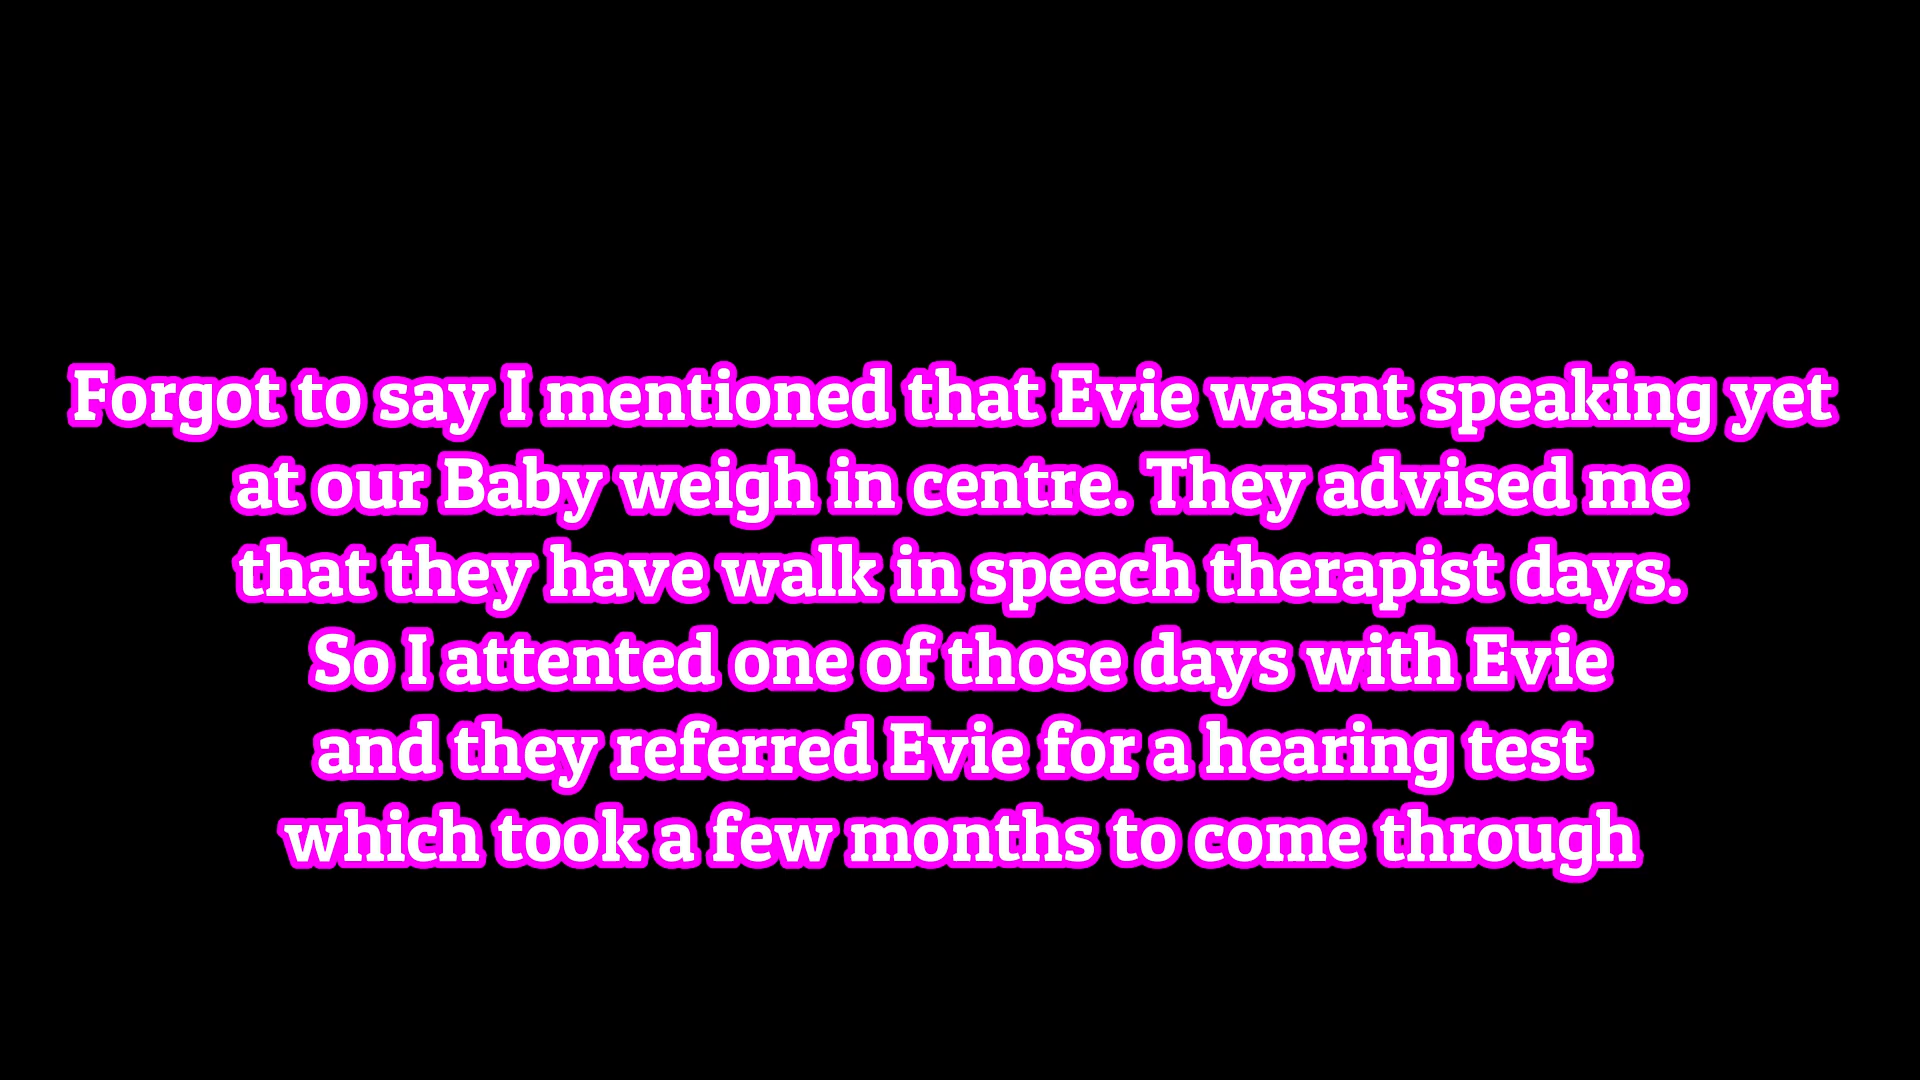 Forgot to say I mentioned that Evie wasnt speaking yet
at our Baby weigh in centre. They advised me
that they have walk in speech therapist days.
So I attented one of those days with Evie
and they referred Evie for a hearing test
which took a few months to come through